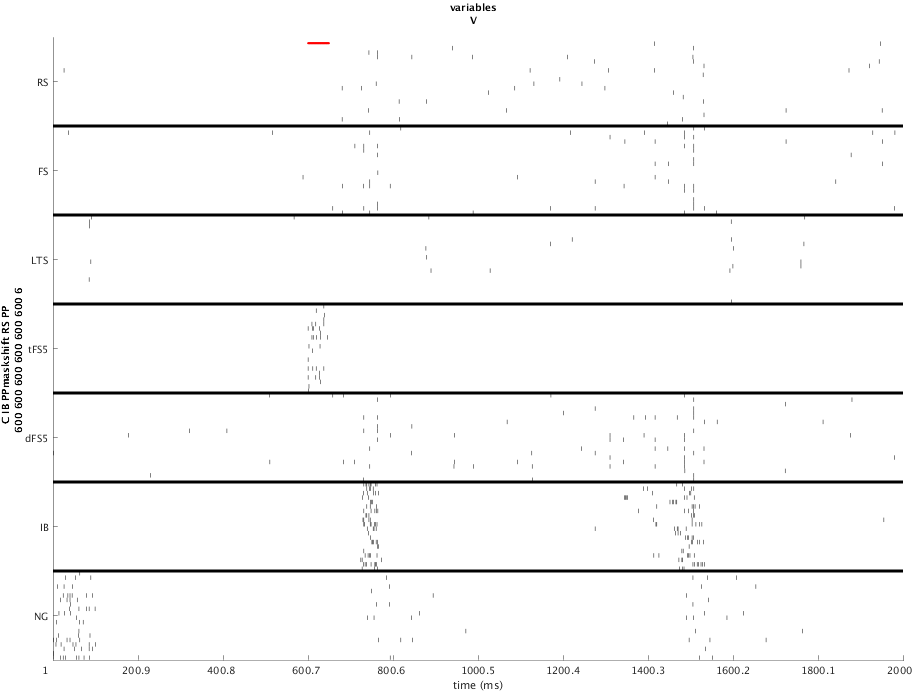 variables
V
RS
FS
LTS
tFS5
dFS5
IB
NG
C IB PPmaskshift RS PP
600 600 600 600 600 600 600 6
1
200.9
400.8
600.7
800.6
1000.5
1200.4
1400.3
1600.2
1800.1
2000
time (ms)